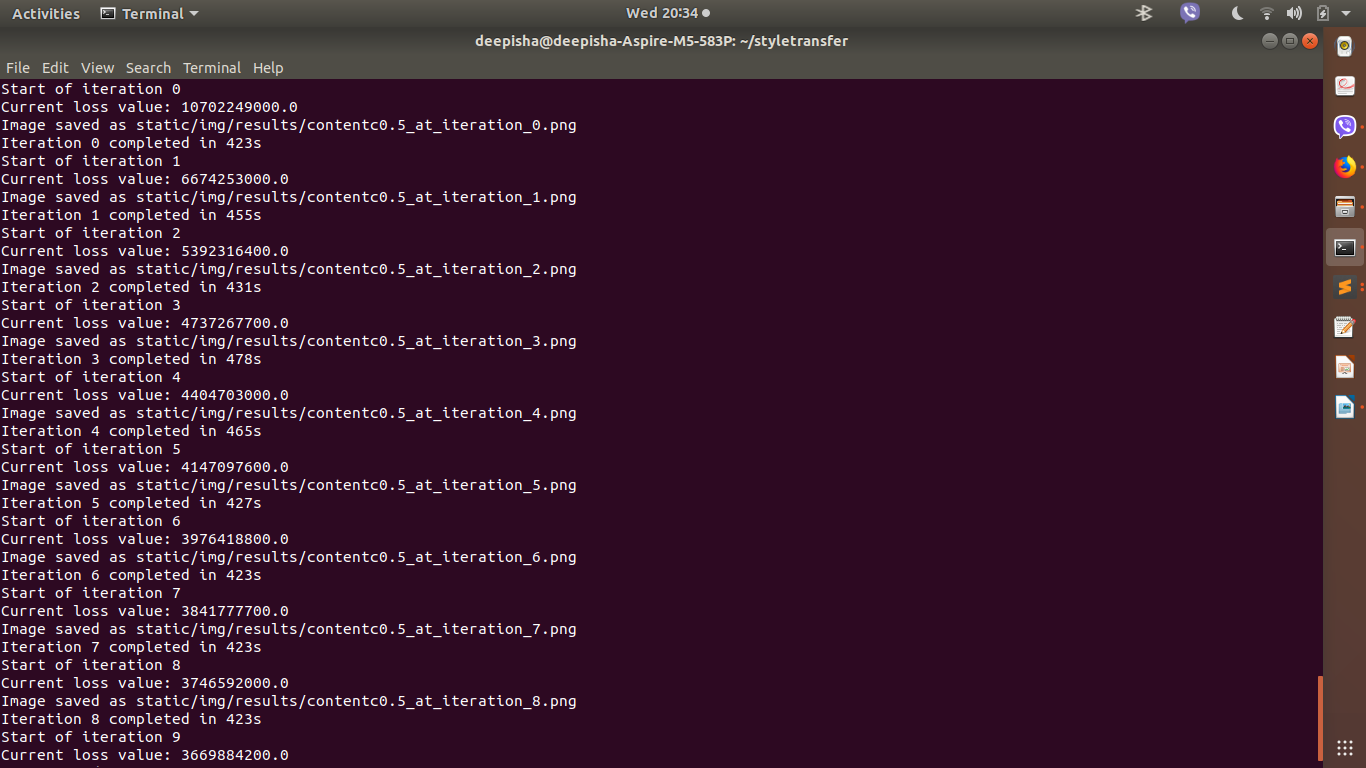 Activities Terminal Wed 20:34
deepisha@deepisha-Aspire-M5-583P: ~/styletransfer
File Edit View Search Terminal Help
Start of iteration 0
Current loss value: 10702249000.0
Image saved as static/img/results/contentc0.5_at_iteration_0.png
Iteration 0 completed in 423s
Start of iteration 1
Current loss value: 6674253000.0
Image saved as static/img/results/contentc0.5_at_iteration_1.png
Iteration 1 completed in 455s
Start of iteration 2
Current loss value: 5392316400.0
Image saved as static/img/results/contentc0.5_at_iteration_2.png
Iteration 2 completed in 431s
Start of iteration 3
Current loss value: 4737267700.0
Image saved as static/img/results/contentc0.5_at_iteration_3.png
Iteration 3 completed in 478s
Start of iteration 4
Current loss value: 4404703000.0
Image saved as static/img/results/contentc0.5_at_iteration_4.png
Iteration 4 completed in 465s
Start of iteration 5
Current loss value: 4147097600.0
Image saved as static/img/results/contentc0.5_at_iteration_5.png
Iteration 5 completed in 427s
Start of iteration 6
Current loss value: 3976418800.0
Image saved as static/img/results/contentc0.5_at_iteration_6.png
Iteration 6 completed in 423s
Start of iteration 7
Current loss value: 3841777700.0
Image saved as static/img/results/contentc0.5_at_iteration_7.png
Iteration 7 completed in 423s
Start of iteration 8
Current loss value: 3746592000.0
Image saved as static/img/results/contentc0.5_at_iteration_8.png
Iteration 8 completed in 423s
Start of iteration 9
Current loss value: 3669884200.0